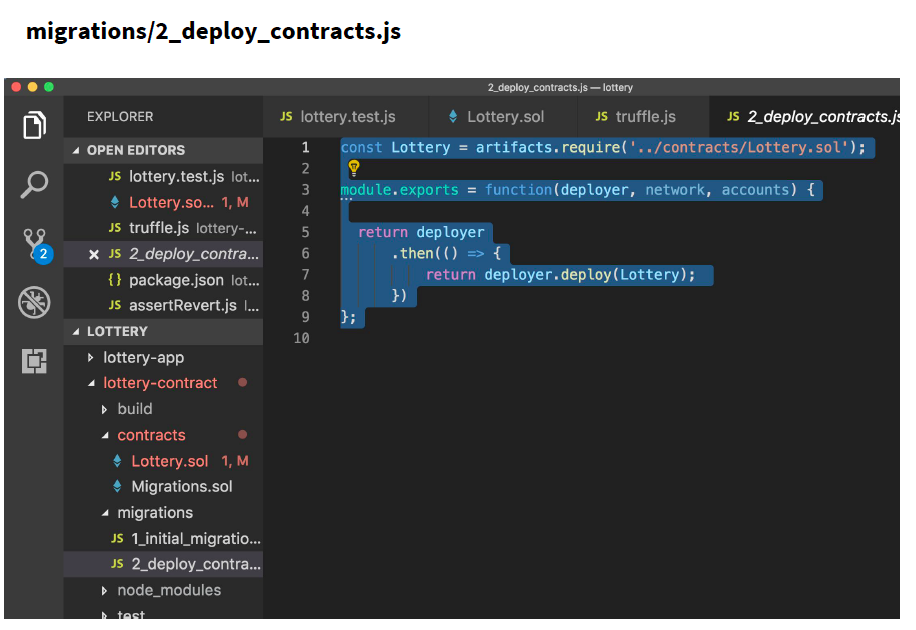 migrations/2_deploy_contracts.js
2_deploy_contracts.js — lottery
EXPLORER
JS lottery.test.js
Lottery.sol
JS truffle.js
JS 2_deploy_contracts.js
OPEN EDITORS
JS lottery.test.js lot...
Lottery.so... 1, M
JS truffle.js lottery-...
JS 2_deploy_contra...
{} package.json lot...
JS assertRevert.js l...
2
LOTTERY
lottery-app
lottery-contract
build
contracts
Lottery.sol 1, M
Migrations.sol
migrations
JS 1_initial_migratio...
JS 2_deploy_contra...
node_modules
test
1 const Lottery = artifacts.require('../contracts/Lottery.sol');
2
3 module.exports = function(deployer, network, accounts) {
4
5 return deployer
6 .then(() => {
7 return deployer.deploy(Lottery);
8 })
9 };
10